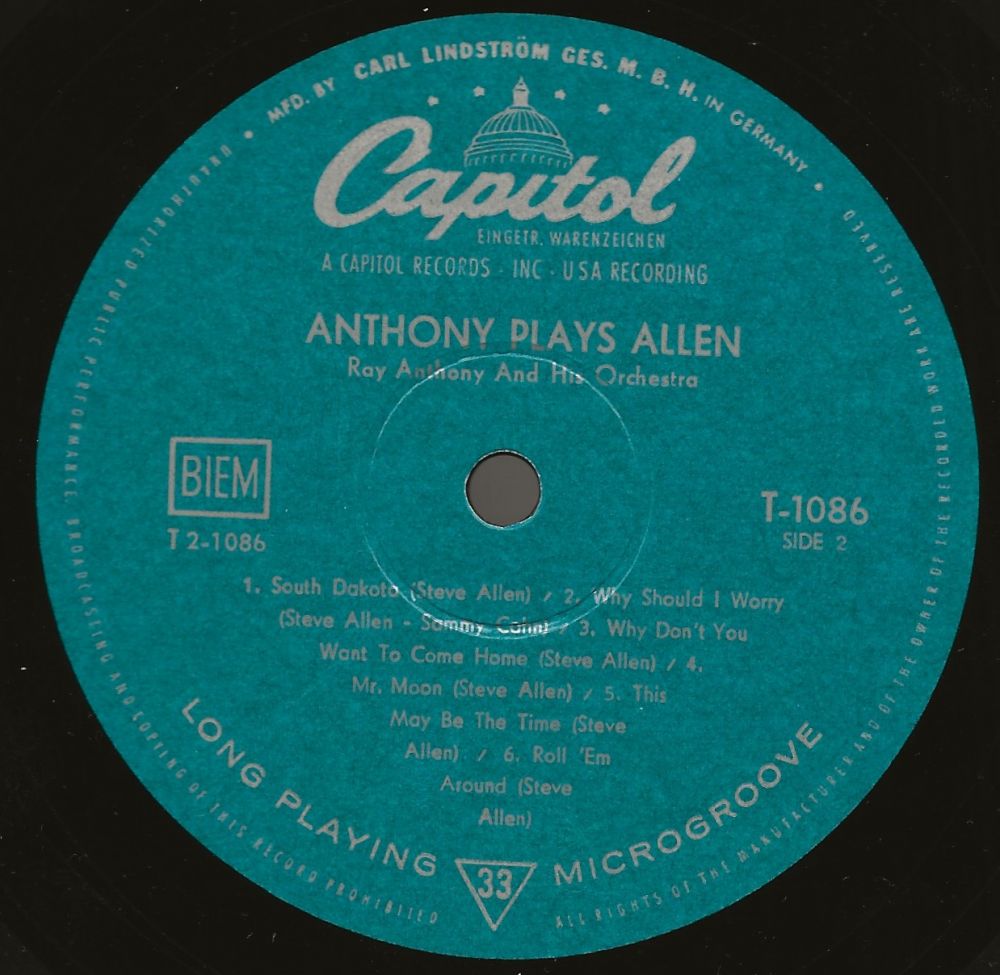 MFD. BY CARL LINDSTRÖM GES. M. B. H. IN GERMANY
Capitol
EINGETR. WARENZEICHEN
A CAPITOL RECORDS · INC · USA RECORDING
ANTHONY PLAYS ALLEN
Ray Anthony And His Orchestra
BIEM
T 2-1086
T-1086
SIDE 2
1. South Dakota (Steve Allen) / 2. Why Should I Worry
(Steve Allen - Sammy Cahn) / 3. Why Don't You
Want To Come Home (Steve Allen) / 4.
Mr. Moon (Steve Allen) / 5. This
May Be The Time (Steve
Allen) / 6. Roll 'Em
Around (Steve
Allen)
LONG PLAYING 33 MICROGROOVE
UNAUTHORIZED PUBLIC PERFORMANCE, BROADCASTING AND COPYING OF THIS RECORD PROHIBITED
ALL RIGHTS OF THE MANUFACTURER AND OF THE OWNER OF THE RECORDED WORK ARE RESERVED